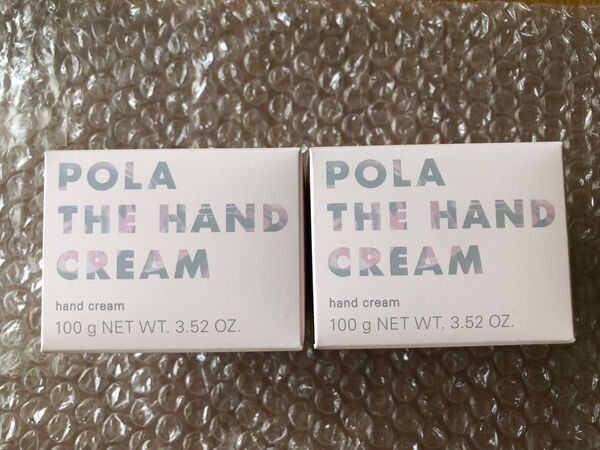 POLA
THE HAND
CREAM
hand cream
100 g NET WT. 3.52 OZ.
POLA
THE HAND
CREAM
hand cream
100 g NET WT. 3.52 OZ.